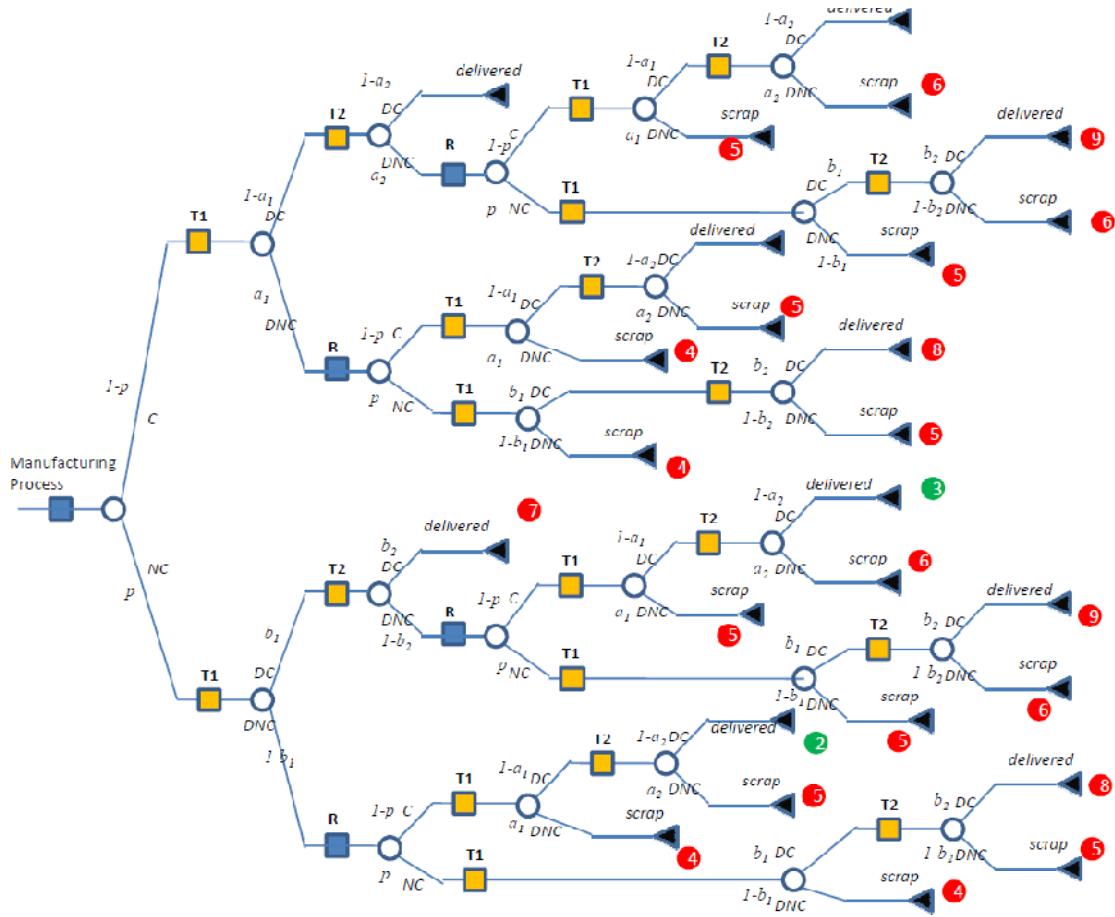 delivered
1-a2
DC
T2
1-a1
DC
a2 DNC
scrap
6
delivered
1-a2
DC
T1
a1 DNC
scrap
5
T2
DNC
a2
R
1-p C
p NC
T1
b1
DC
T2
b2 DC
delivered
9
1-b2 DNC
scrap
6
DNC
1-b1
scrap
5
T1
1-a1
DC
a1
DNC
delivered
T2
1-a2 DC
1-a1
DC
a2 DNC
scrap
5
T1
1-p C
a1 DNC
scrap
4
R
p NC
T1
b1 DC
T2
b2 DC
delivered
8
1-b2 DNC
scrap
5
1-b1 DNC
scrap
4
1-p
C
Manufacturing
Process
NC
p
delivered
7
b2
DC
T2
DNC
1-b2
R
1-p C
T1
1-a1
DC
T2
1-a2
DC
delivered
3
a2 DNC
scrap
6
a1 DNC
scrap
5
p NC
T1
b1 DC
T2
b2 DC
delivered
9
1 b2 DNC
scrap
6
1-b1 DNC
scrap
5
T1
b1
DC
DNC
1-b1
delivered
2
T2
1-a2 DC
1-a1 DC
a2 DNC
scrap
5
T1
1-p C
a1 DNC
scrap
4
R
p NC
T1
b1 DC
T2
b2 DC
delivered
8
1 b1 DNC
scrap
5
1-b1 DNC
scrap
4